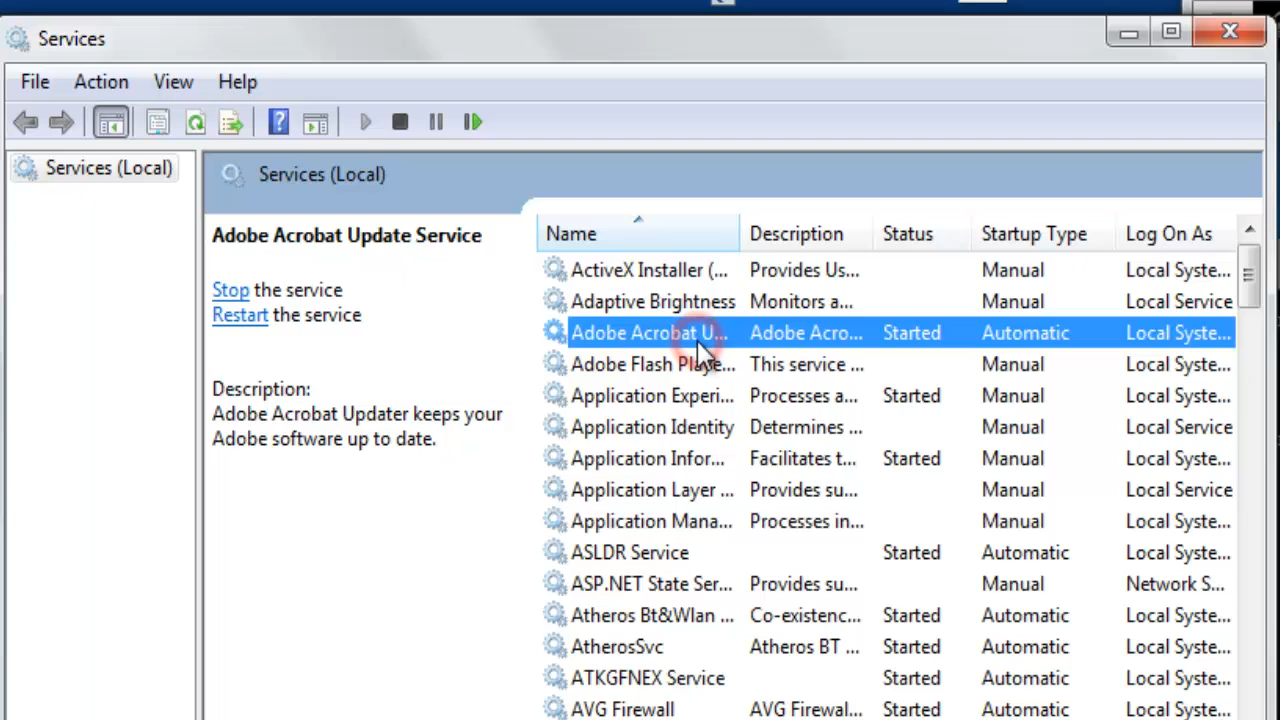 Services
File Action View Help
Services (Local)
Services (Local)
Adobe Acrobat Update Service
Stop the service
Restart the service
Description:
Adobe Acrobat Updater keeps your
Adobe software up to date.
Name Description Status Startup Type Log On As
ActiveX Installer (... Provides Us... Manual Local Syste...
Adaptive Brightness Monitors a... Manual Local Service
Adobe Acrobat U... Adobe Acro... Started Automatic Local Syste...
Adobe Flash Playe... This service ... Manual Local Syste...
Application Experi... Processes a... Started Manual Local Syste...
Application Identity Determines ... Manual Local Service
Application Infor... Facilitates t... Started Manual Local Syste...
Application Layer ... Provides su... Manual Local Service
Application Mana... Processes in... Manual Local Syste...
ASLDR Service Started Automatic Local Syste...
ASP.NET State Ser... Provides su... Manual Network S...
Atheros Bt&Wlan ... Co-existenc... Started Automatic Local Syste...
AtherosSvc Atheros BT ... Started Automatic Local Syste...
ATKGFNEX Service Started Automatic Local Syste...
AVG Firewall AVG Firewal... Started Automatic Local Syste...